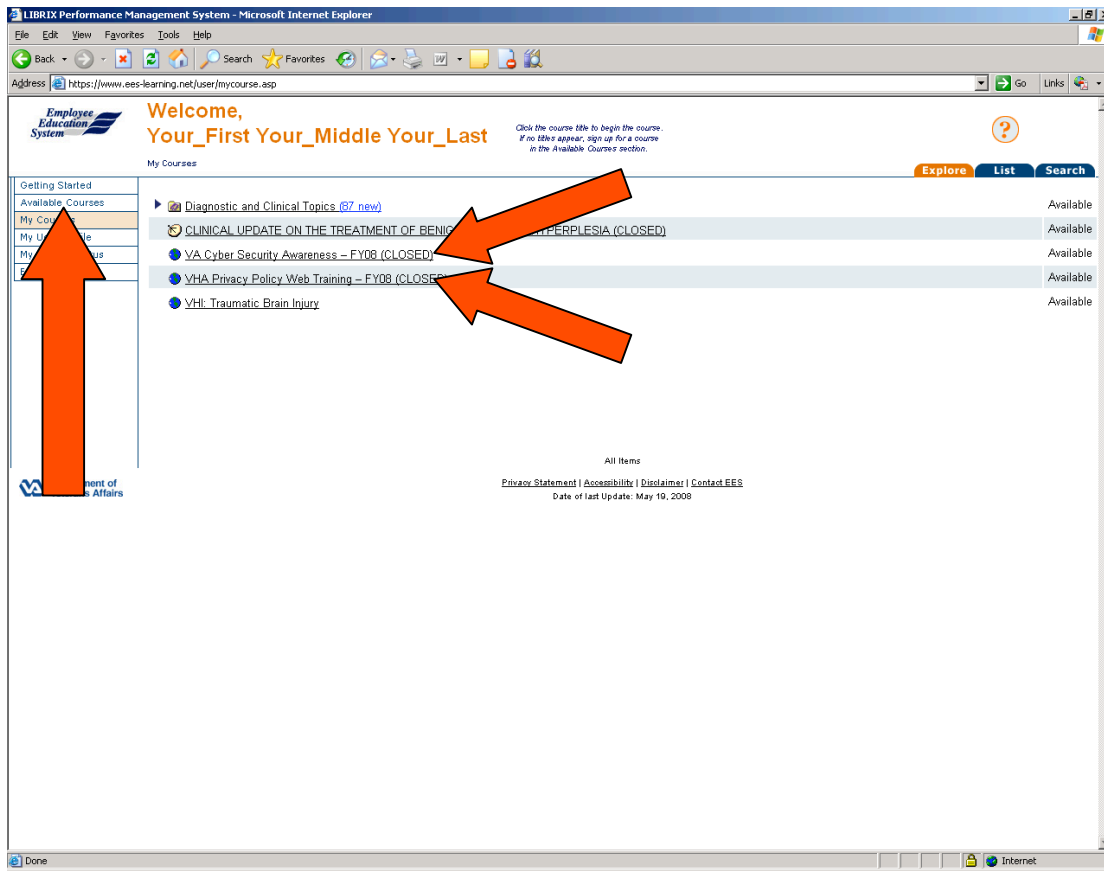 LIBRIX Performance Management System - Microsoft Internet Explorer
File Edit View Favorites Tools Help
Back Search Favorites
Address https://www.ees-learning.net/user/mycourse.asp Go Links
Employee
Education
System
Welcome,
Your_First Your_Middle Your_Last
Click the course title to begin the course.
If no titles appear, sign up for a course
in the Available Courses section.
?
My Courses
Explore List Search
Getting Started
Available Courses
My
My
My
Diagnostic and Clinical Topics (87 new) Available
CLINICAL UPDATE ON THE TREATMENT OF (CLOSED) Available
VA Cyber Security Awareness – FY08 (CLOSED) Available
VHA Privacy Policy Web Training – FY08 Available
VHI: Traumatic Brain Injury Available
All Items
VA of
Affairs
Privacy Statement | Accessibility | Disclaimer | Contact EES
Date of last Update: May 19, 2008
Done Internet